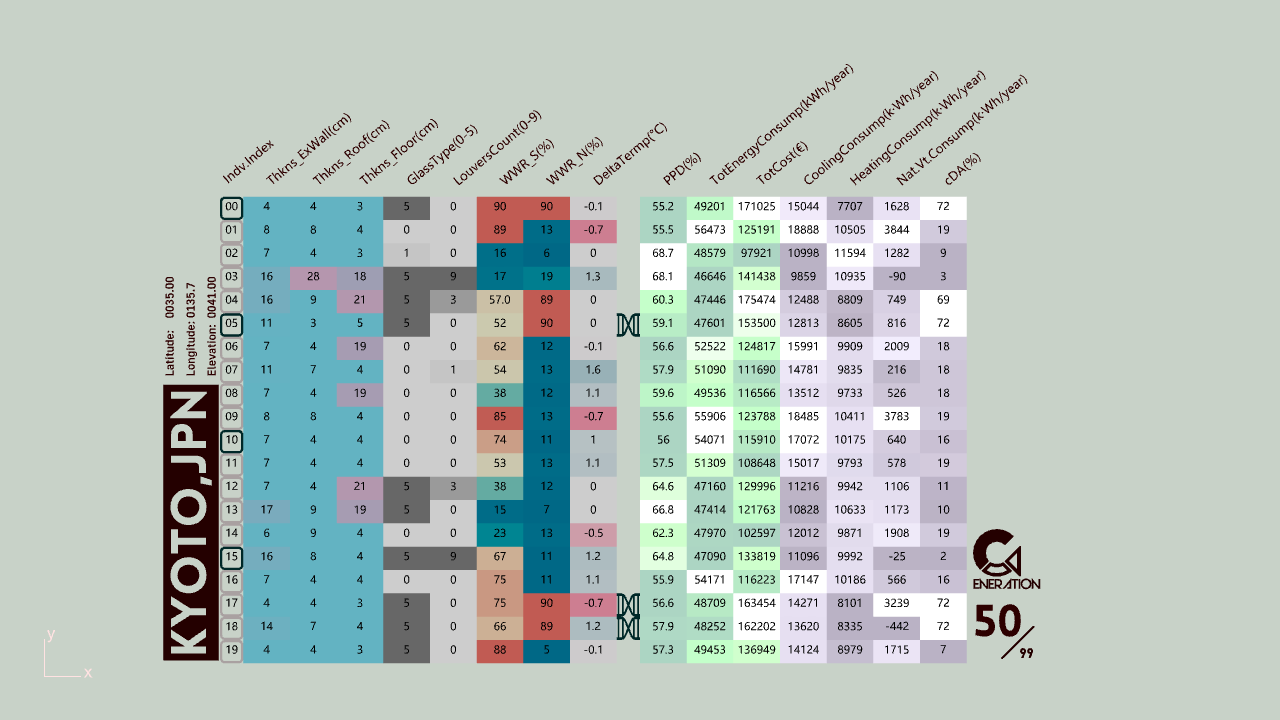 Indv.Index Thkns_ExWall(cm) Thkns_Roof(cm) Thkns_Floor(cm) GlassType(0-5) LouversCount(0-9) WWR_S(%) WWR_N(%) DeltaTermp(°C) PPD(%) TotEnergyConsump(kWh/year) TotCost(€) CoolingConsump(k·Wh/year) HeatingConsump(k·Wh/year) Nat.Vt.Consump(k·Wh/year) cDA(%)
00 4 4 3 5 0 90 90 -0.1 55.2 49201 171025 15044 7707 1628 72
01 8 8 4 0 0 89 13 -0.7 55.5 56473 125191 18888 10505 3844 19
02 7 4 3 1 0 16 6 0 68.7 48579 97921 10998 11594 1282 9
03 16 28 18 5 9 17 19 1.3 68.1 46646 141438 9859 10935 -90 3
04 16 9 21 5 3 57.0 89 0 60.3 47446 175474 12488 8809 749 69
05 11 3 5 5 0 52 90 0 59.1 47601 153500 12813 8605 816 72
06 7 4 19 0 0 62 12 -0.1 56.6 52522 124817 15991 9909 2009 18
07 11 7 4 0 1 54 13 1.6 57.9 51090 111690 14781 9835 216 18
08 7 4 19 0 0 38 12 1.1 59.6 49536 116566 13512 9733 526 18
09 8 8 4 0 0 85 13 -0.7 55.6 55906 123788 18485 10411 3783 19
10 7 4 4 0 0 74 11 1 56 54071 115910 17072 10175 640 16
11 7 4 4 0 0 53 13 1.1 57.5 51309 108648 15017 9793 578 19
12 7 4 21 5 3 38 12 0 64.6 47160 129996 11216 9942 1106 11
13 17 9 19 5 0 15 7 0 66.8 47414 121763 10828 10633 1173 10
14 6 9 4 0 0 23 13 -0.5 62.3 47970 102597 12012 9871 1908 19
15 16 8 4 5 9 67 11 1.2 64.8 47090 133819 11096 9992 -25 2
16 7 4 4 0 0 75 11 1.1 55.9 54171 116223 17147 10186 566 16
17 4 4 3 5 0 75 90 -0.7 56.6 48709 163454 14271 8101 3239 72
18 14 7 4 5 0 66 89 1.2 57.9 48252 162202 13620 8335 -442 72
19 4 4 3 5 0 88 5 -0.1 57.3 49453 136949 14124 8979 1715 7
Latitude: 0035.00
Longitude: 0135.7
Elevation: 0041.00
KYOTO,JPN
GENERATION
50/99
y
x